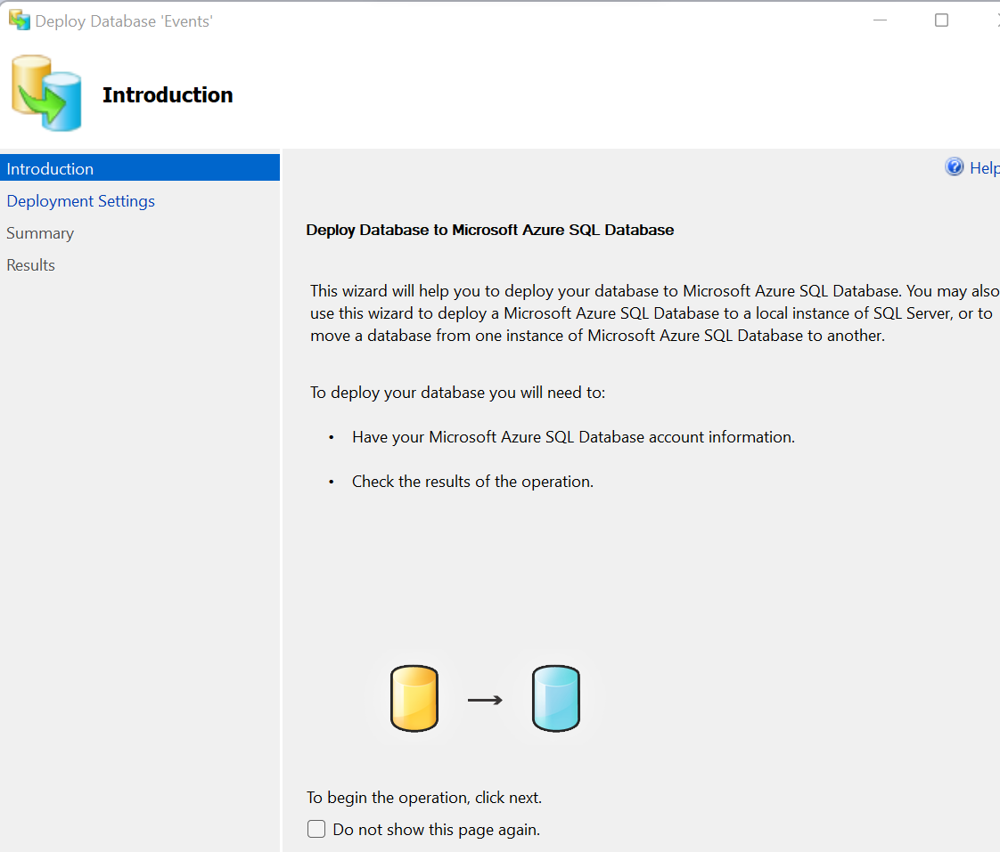 Deploy Database 'Events'
Introduction
Introduction
Deployment Settings
Summary
Results
Help
Deploy Database to Microsoft Azure SQL Database
This wizard will help you to deploy your database to Microsoft Azure SQL Database. You may also
use this wizard to deploy a Microsoft Azure SQL Database to a local instance of SQL Server, or to
move a database from one instance of Microsoft Azure SQL Database to another.
To deploy your database you will need to:
• Have your Microsoft Azure SQL Database account information.
• Check the results of the operation.
To begin the operation, click next.
Do not show this page again.